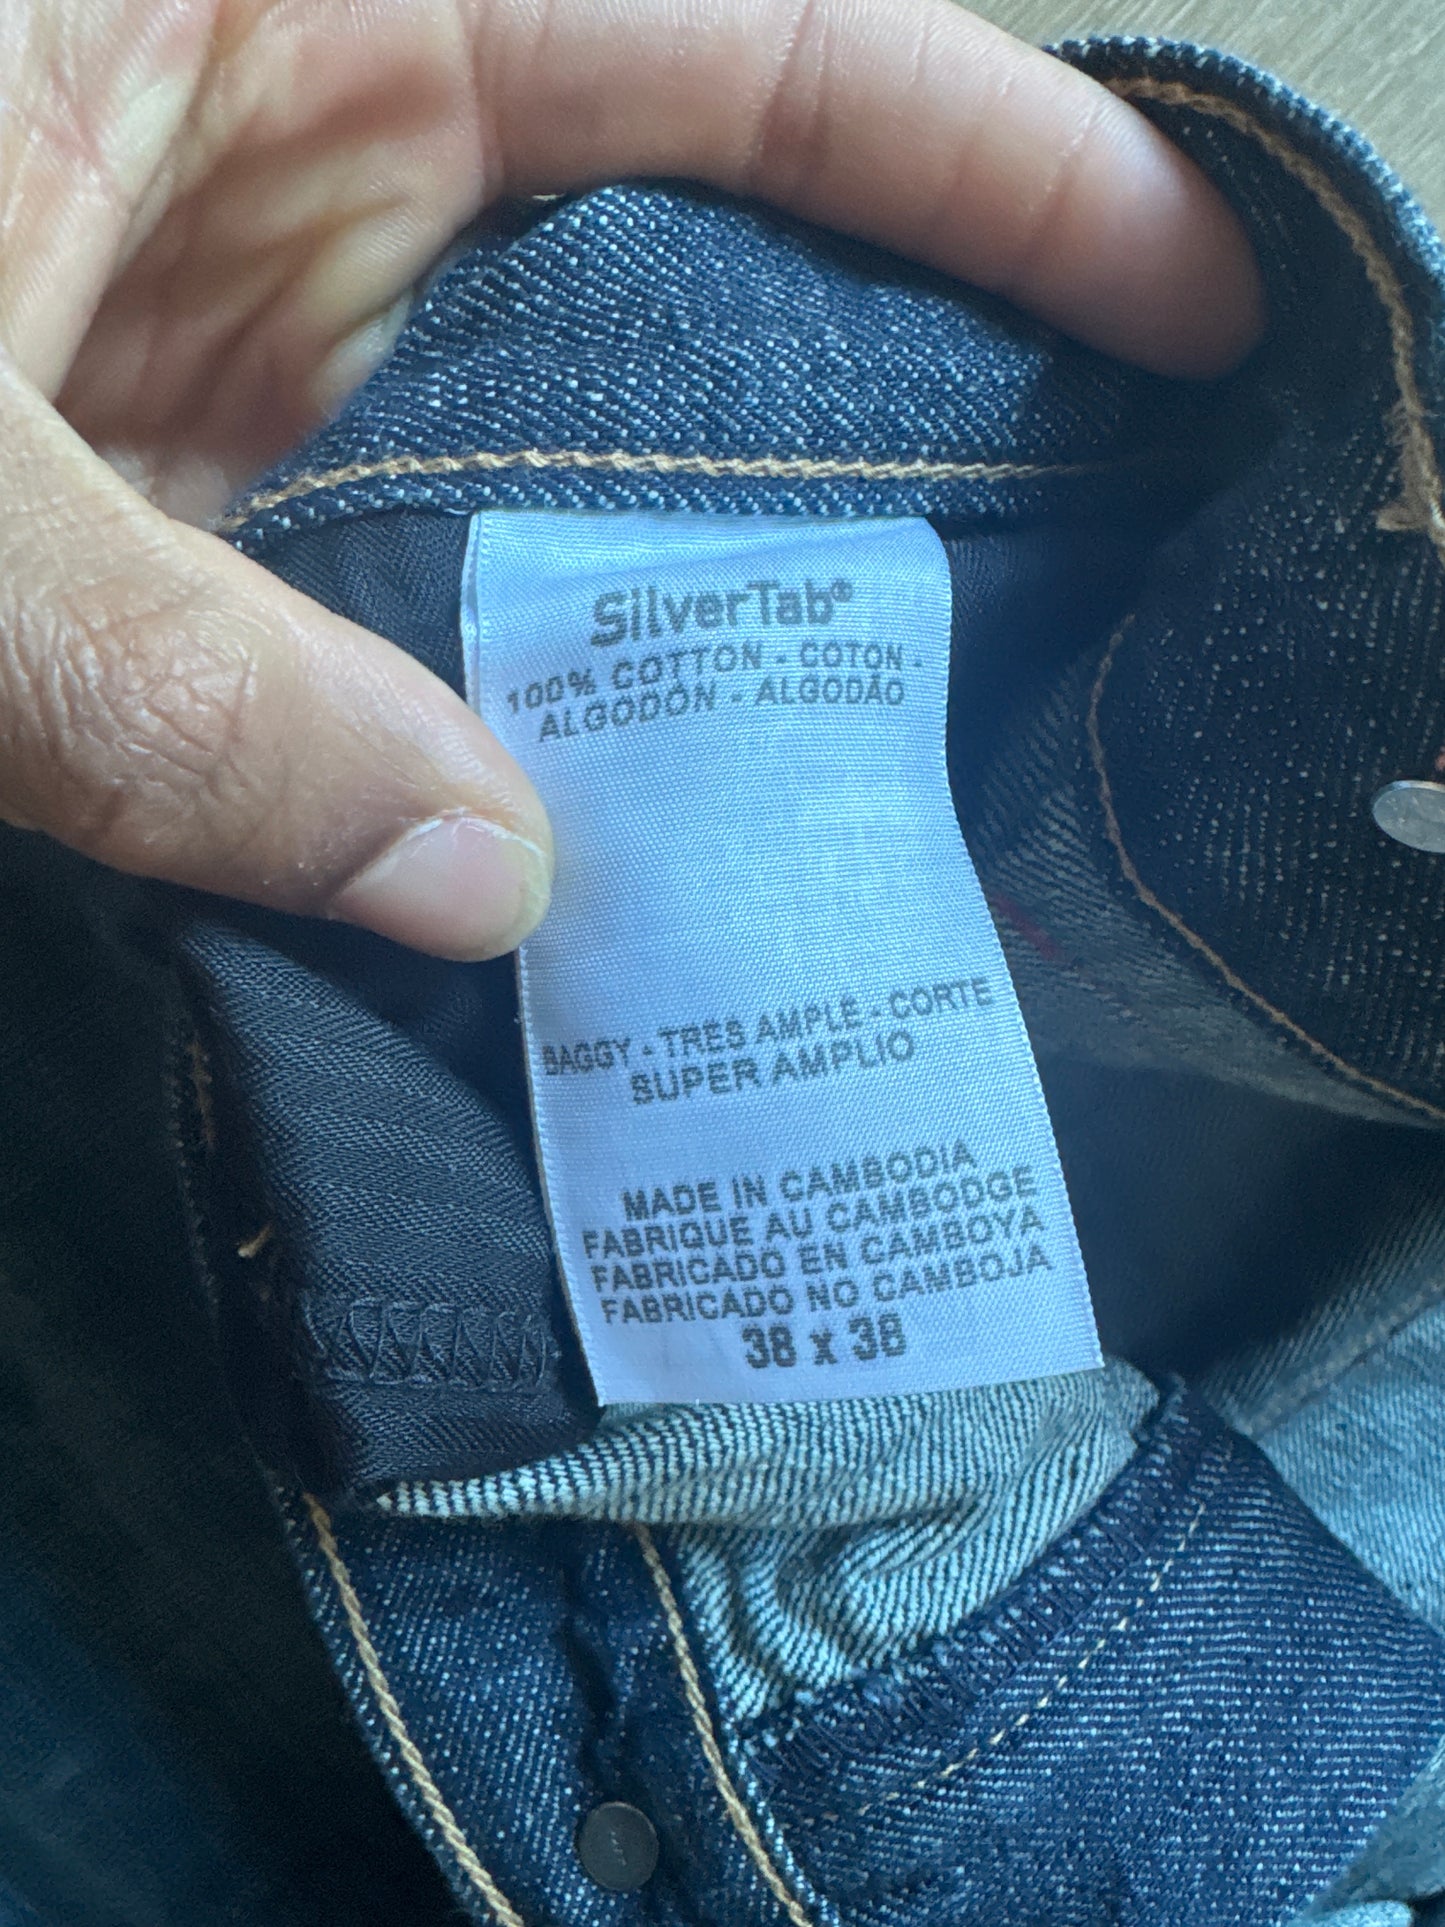 SilverTab®
100% COTTON - COTON -
ALGODÓN - ALGODÃO
BAGGY - TRES AMPLE - CORTE
SUPER AMPLIO
MADE IN CAMBODIA
FABRIQUE AU CAMBODGE
FABRICADO EN CAMBOYA
FABRICADO NO CAMBOJA
38 x 38